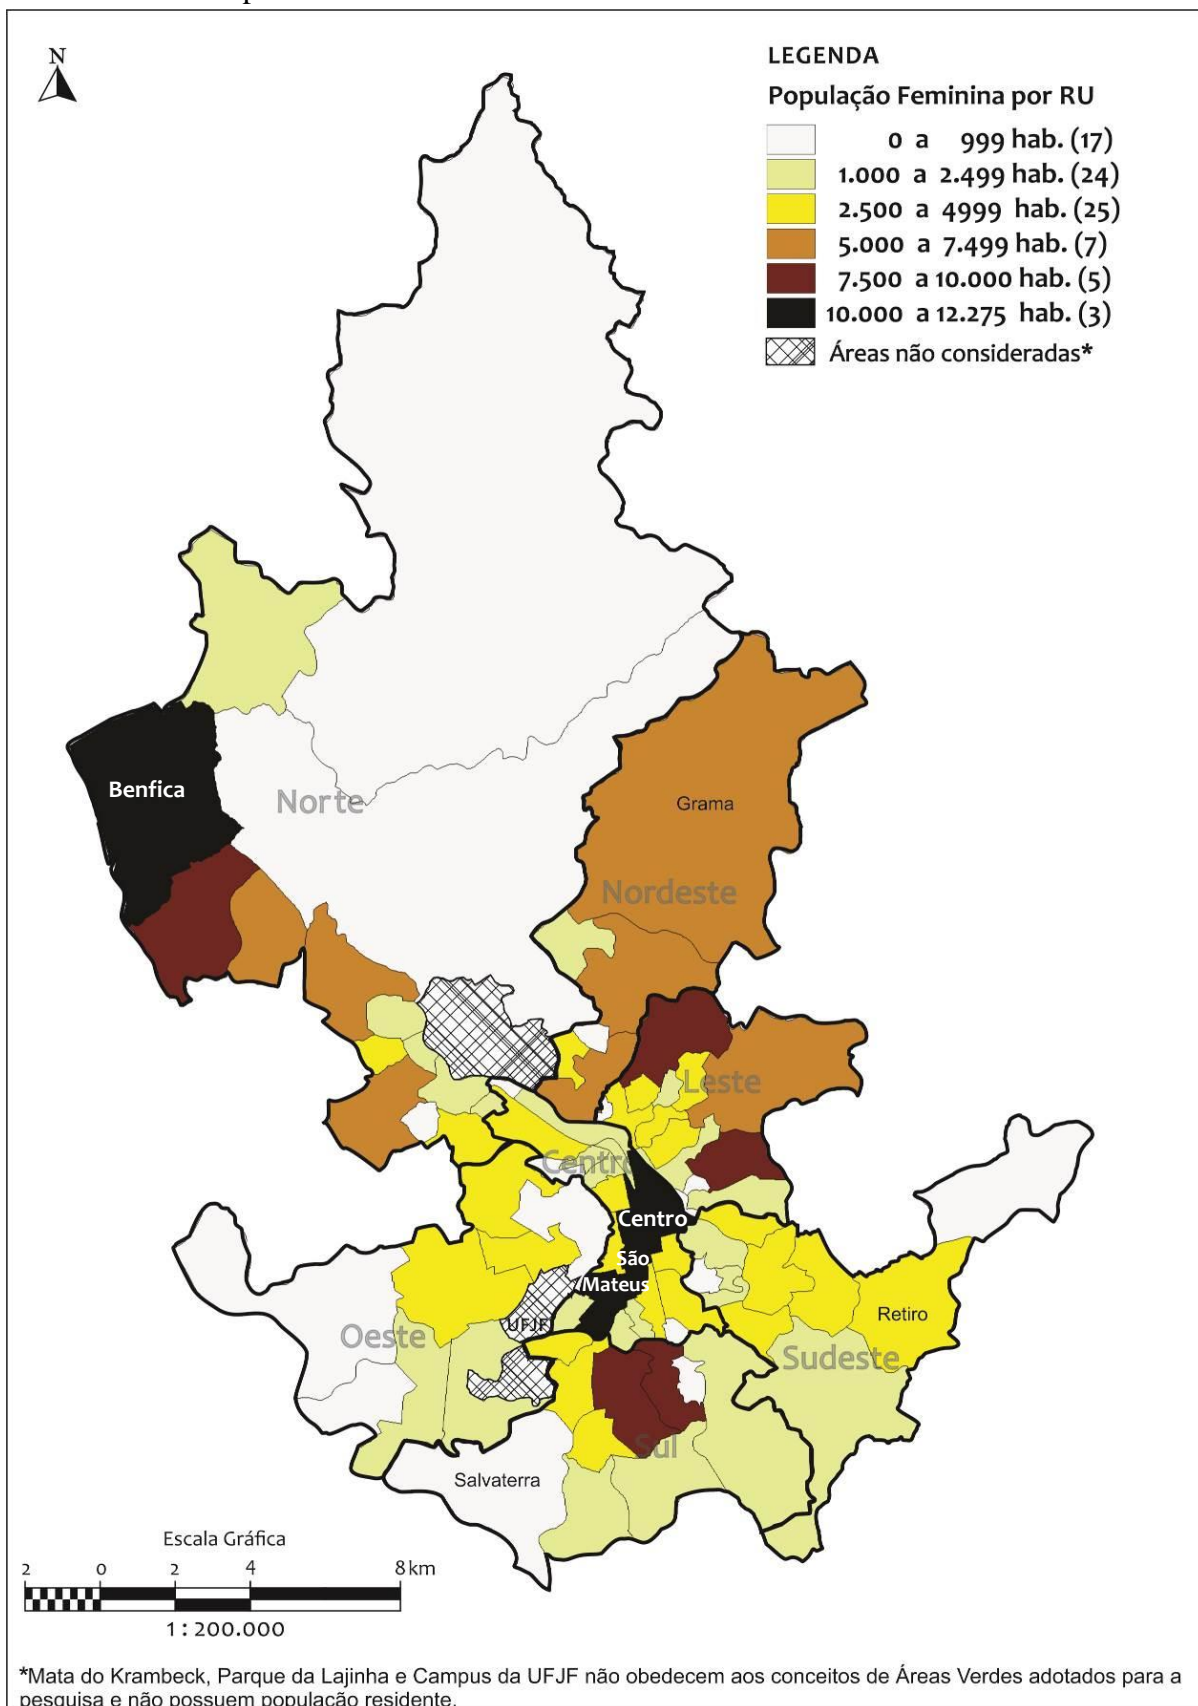 N
LEGENDA
População Feminina por RU
0 a 999 hab. (17)
1.000 a 2.499 hab. (24)
2.500 a 4999 hab. (25)
5.000 a 7.499 hab. (7)
7.500 a 10.000 hab. (5)
10.000 a 12.275 hab. (3)
Áreas não consideradas*
Benfica
Norte
Grama
Nordeste
Leste
Centro
Centro
São
Mateus
UFJF
Oeste
Retiro
Sudeste
Sul
Salvaterra
Escala Gráfica
2 0 2 4 8 km
1 : 200.000
*Mata do Krambeck, Parque da Lajinha e Campus da UFJF não obedecem aos conceitos de Áreas Verdes adotados para a
pesquisa e não possuem população residente.